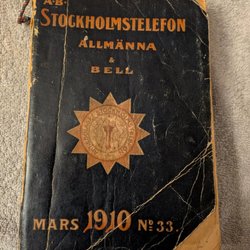 A.-B.
STOCKHOLMSTELEFON
ALLMÄNNA
&
BELL
MARS 1910 No 33.